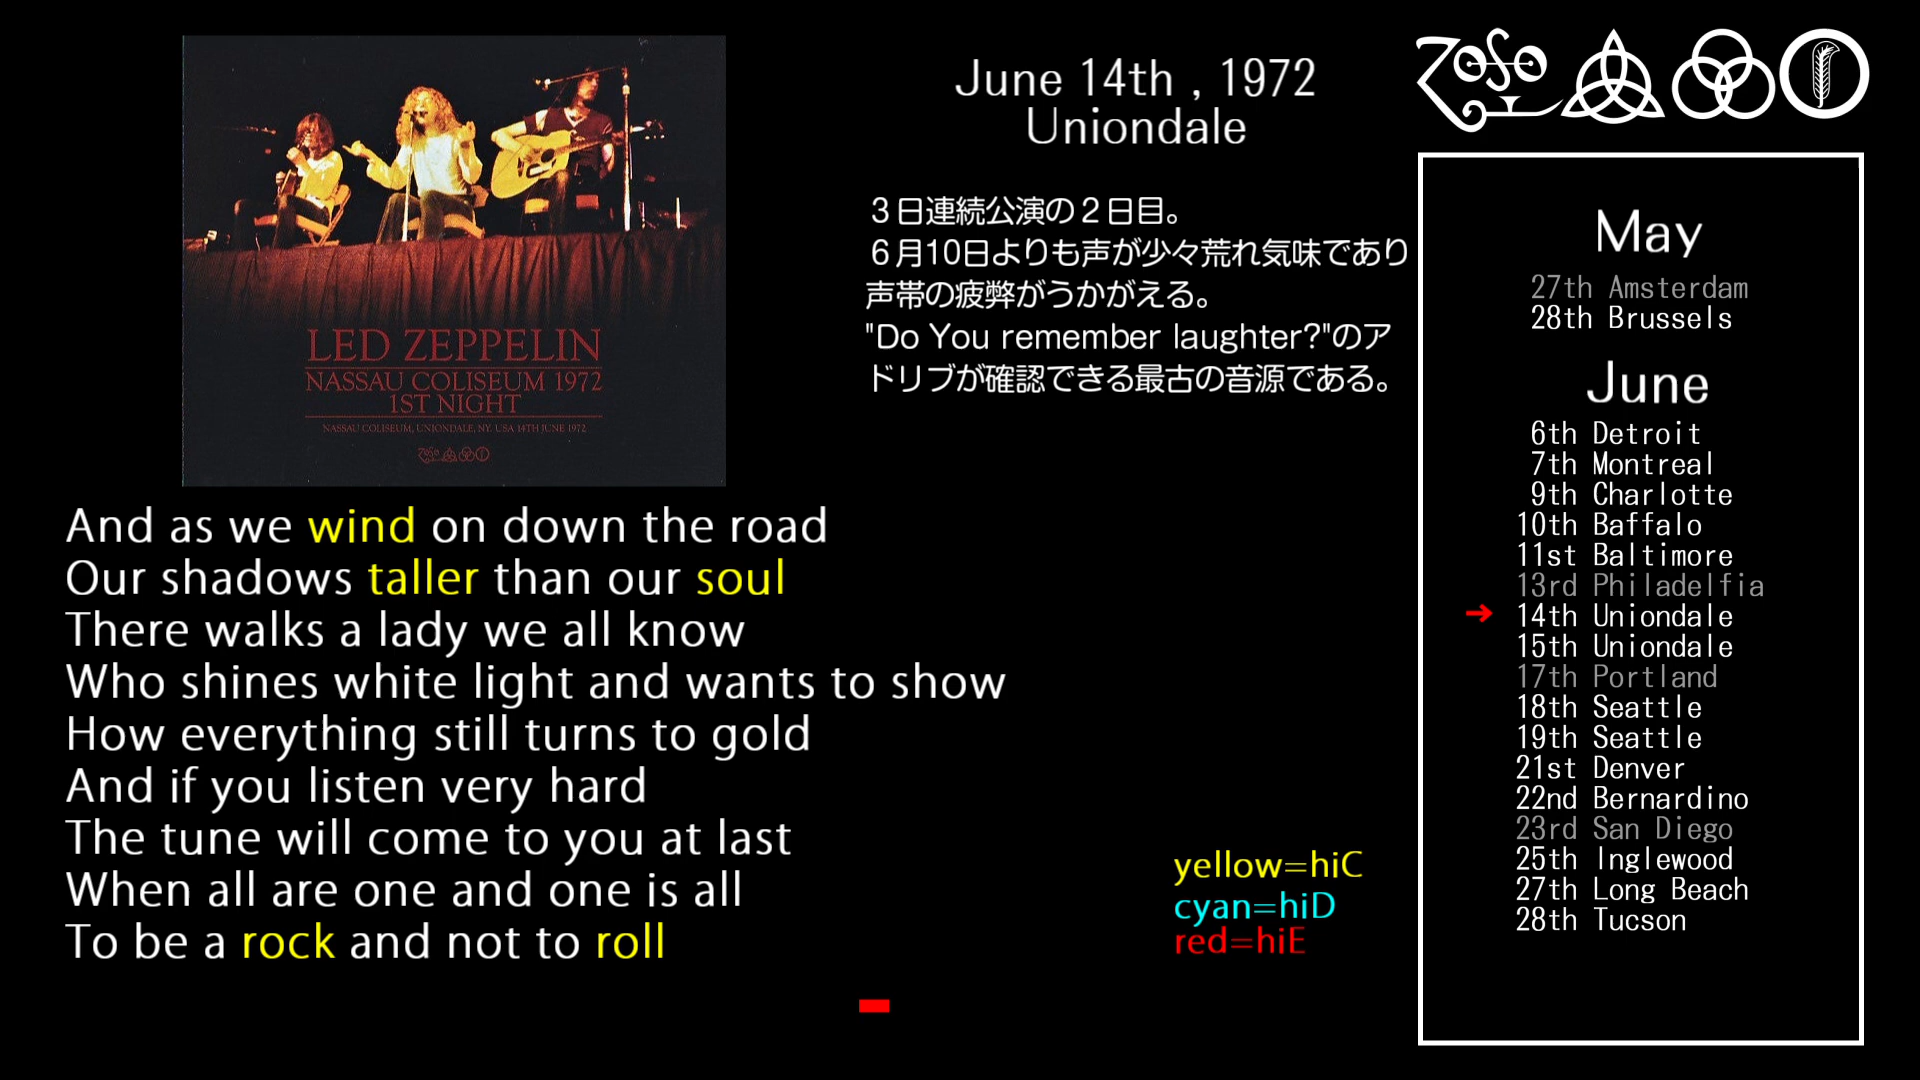 LED ZEPPELIN
NASSAU COLISEUM 1972
1ST NIGHT
NASSAU COLISEUM, UNIONDALE, NY. USA 14TH JUNE 1972
June 14th , 1972
Uniondale
３日連続公演の２日目。
６月10日よりも声が少々荒れ気味であり
声帯の疲弊がうかがえる。
"Do You remember laughter?"のア
ドリブが確認できる最古の音源である。
And as we wind on down the road
Our shadows taller than our soul
There walks a lady we all know
Who shines white light and wants to show
How everything still turns to gold
And if you listen very hard
The tune will come to you at last
When all are one and one is all
To be a rock and not to roll
yellow=hiC
cyan=hiD
red=hiE
May
27th Amsterdam
28th Brussels
June
6th Detroit
7th Montreal
9th Charlotte
10th Baffalo
11st Baltimore
13rd Philadelfia
→ 14th Uniondale
15th Uniondale
17th Portland
18th Seattle
19th Seattle
21st Denver
22nd Bernardino
23rd San Diego
25th Inglewood
27th Long Beach
28th Tucson